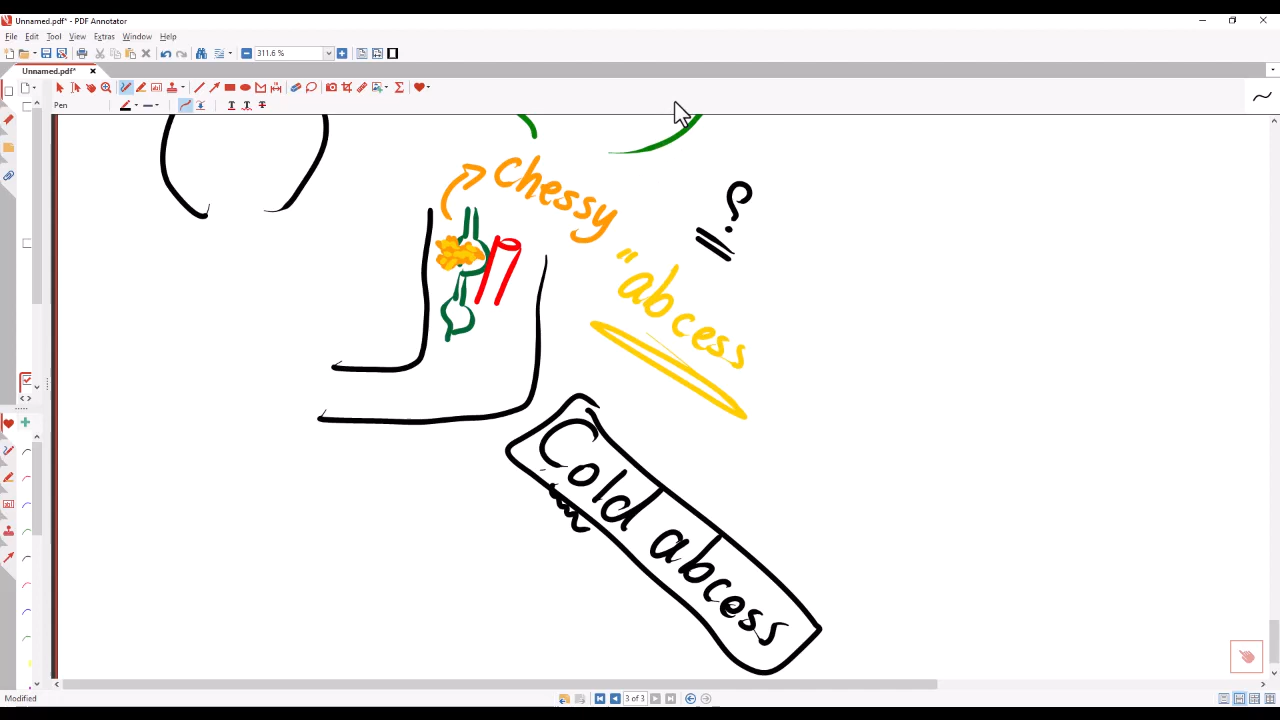 Unnamed.pdf* - PDF Annotator
File Edit Tool View Extras Window Help
311.6 %
Unnamed.pdf*
Pen
chessy
?
"abcess
Cold abcess
Modified
3 of 3